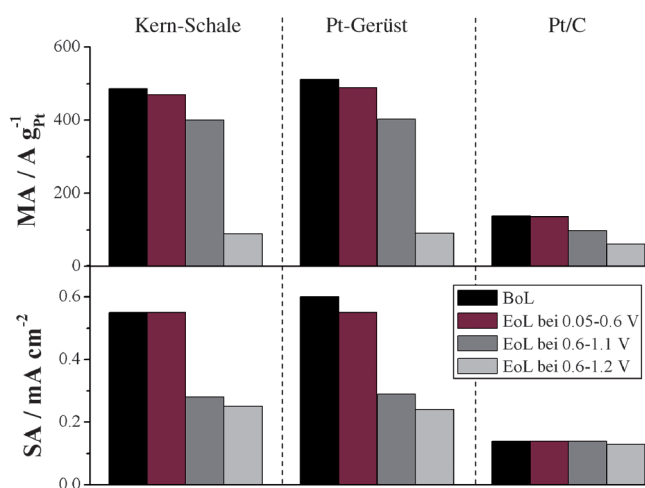 Kern-Schale Pt-Gerüst Pt/C
MA / A g⁻¹Pt
600
400
200
0
SA / mA cm⁻²
0.6
0.4
0.2
0.0
BoL
EoL bei 0.05-0.6 V
EoL bei 0.6-1.1 V
EoL bei 0.6-1.2 V